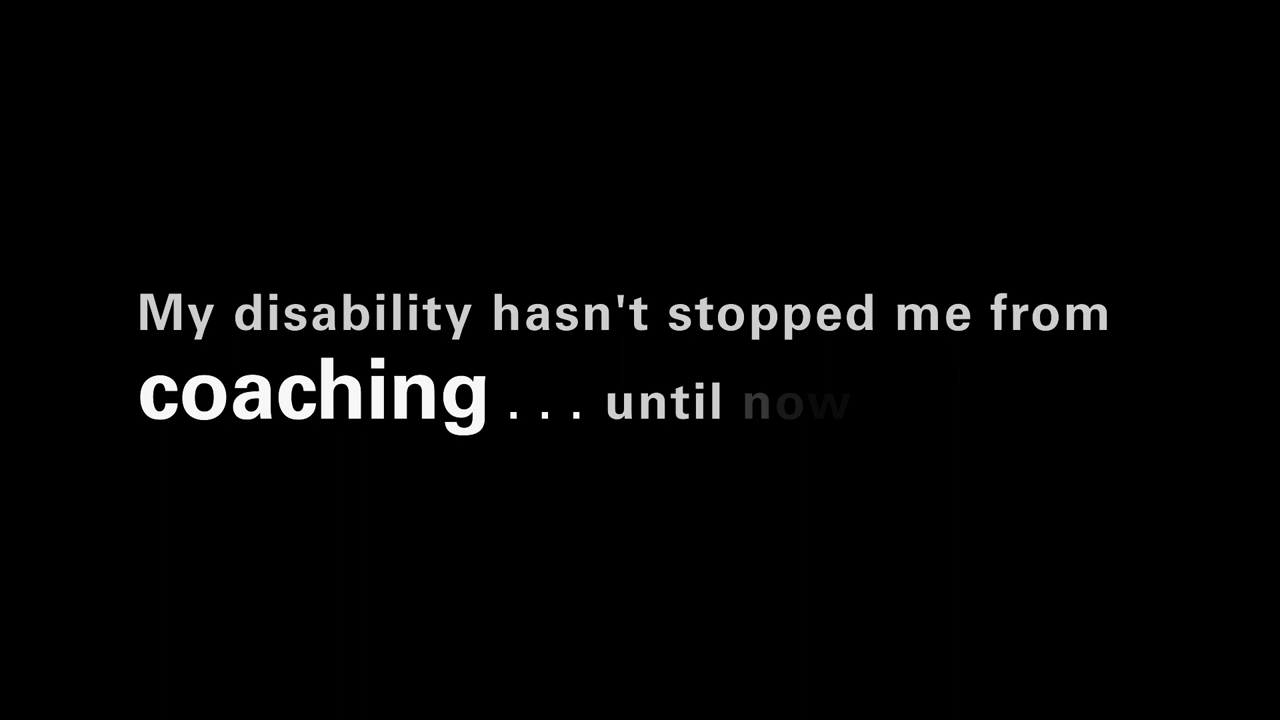 My disability hasn't stopped me from
coaching . . . until now